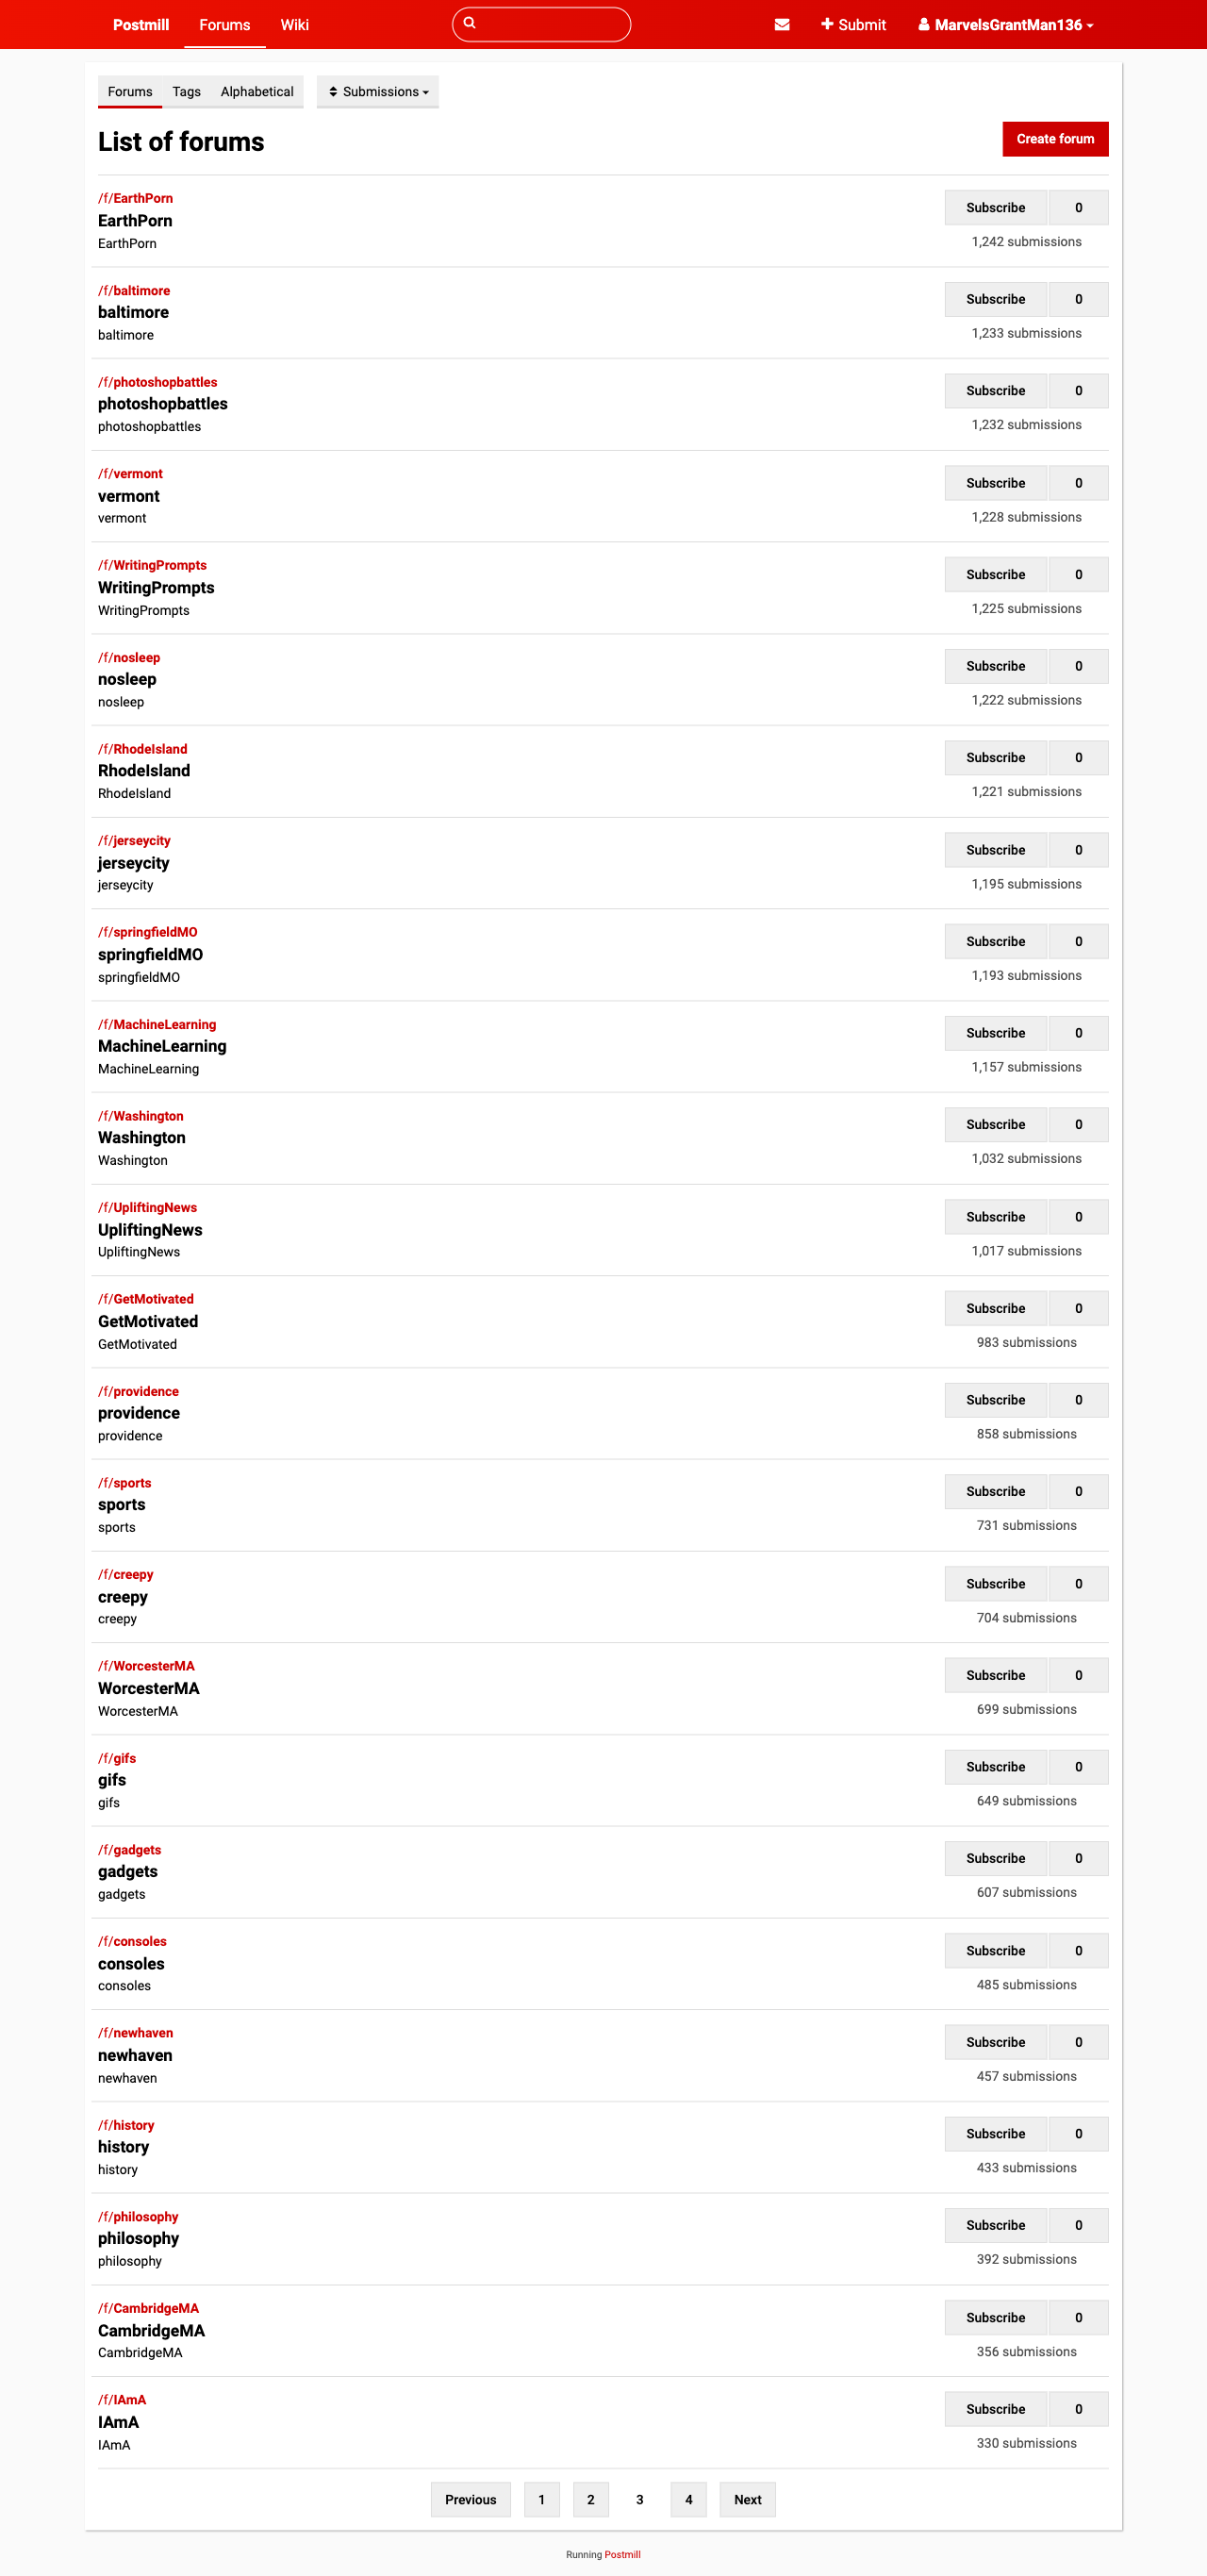 Postmill Forums Wiki Submit MarvelsGrantMan136
Forums Tags Alphabetical Submissions
List of forums Create forum
/f/EarthPorn
EarthPorn Subscribe 0
EarthPorn 1,242 submissions
/f/baltimore
baltimore Subscribe 0
baltimore 1,233 submissions
/f/photoshopbattles
photoshopbattles Subscribe 0
photoshopbattles 1,232 submissions
/f/vermont
vermont Subscribe 0
vermont 1,228 submissions
/f/WritingPrompts
WritingPrompts Subscribe 0
WritingPrompts 1,225 submissions
/f/nosleep
nosleep Subscribe 0
nosleep 1,222 submissions
/f/RhodeIsland
RhodeIsland Subscribe 0
RhodeIsland 1,221 submissions
/f/jerseycity
jerseycity Subscribe 0
jerseycity 1,195 submissions
/f/springfieldMO
springfieldMO Subscribe 0
springfieldMO 1,193 submissions
/f/MachineLearning
MachineLearning Subscribe 0
MachineLearning 1,157 submissions
/f/Washington
Washington Subscribe 0
Washington 1,032 submissions
/f/UpliftingNews
UpliftingNews Subscribe 0
UpliftingNews 1,017 submissions
/f/GetMotivated
GetMotivated Subscribe 0
GetMotivated 983 submissions
/f/providence
providence Subscribe 0
providence 858 submissions
/f/sports
sports Subscribe 0
sports 731 submissions
/f/creepy
creepy Subscribe 0
creepy 704 submissions
/f/WorcesterMA
WorcesterMA Subscribe 0
WorcesterMA 699 submissions
/f/gifs
gifs Subscribe 0
gifs 649 submissions
/f/gadgets
gadgets Subscribe 0
gadgets 607 submissions
/f/consoles
consoles Subscribe 0
consoles 485 submissions
/f/newhaven
newhaven Subscribe 0
newhaven 457 submissions
/f/history
history Subscribe 0
history 433 submissions
/f/philosophy
philosophy Subscribe 0
philosophy 392 submissions
/f/CambridgeMA
CambridgeMA Subscribe 0
CambridgeMA 356 submissions
/f/IAmA
IAmA Subscribe 0
IAmA 330 submissions
Previous 1 2 3 4 Next
Running Postmill